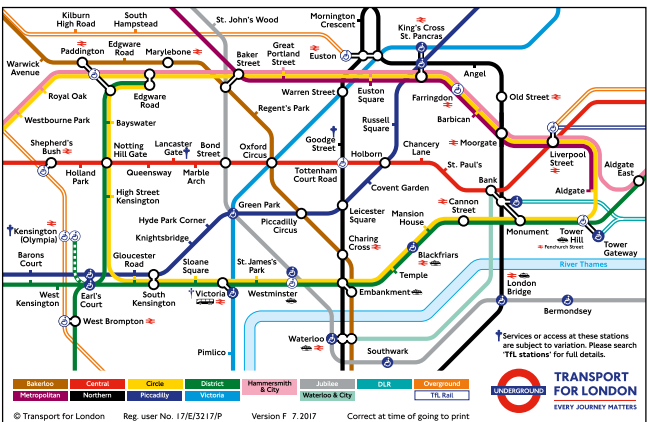 Kilburn
High Road
South
Hampstead
St. John's Wood
Mornington
Crescent
King's Cross
St. Pancras
Paddington
Edgware
Road
Marylebone
Baker
Street
Great
Portland
Street
Euston
Warwick
Avenue
Angel
Royal Oak
Edgware
Road
Warren Street
Euston
Square
Farringdon
Old Street
Westbourne Park
Regent's Park
Barbican
Bayswater
Russell
Square
Shepherd's
Bush
Notting
Hill Gate
Lancaster
Gate
Bond
Street
Oxford
Circus
Goodge
Street
Holborn
Chancery
Lane
Moorgate
Liverpool
Street
Aldgate
East
Holland
Park
Queensway
Marble
Arch
Tottenham
Court Road
St. Paul's
High Street
Kensington
Covent Garden
Bank
Aldgate
Green Park
Hyde Park Corner
Piccadilly
Circus
Leicester
Square
Mansion
House
Cannon
Street
Kensington
(Olympia)
Knightsbridge
Monument
Tower
Hill
Fenchurch Street
Tower
Gateway
Barons
Court
Gloucester
Road
Sloane
Square
St. James's
Park
Charing
Cross
Blackfriars
River Thames
West
Kensington
Earl's
Court
South
Kensington
Victoria
Westminster
Embankment
Temple
London
Bridge
Bermondsey
West Brompton
Pimlico
Waterloo
Southwark
Services or access at these stations
are subject to variation. Please search
'TfL stations' for full details.
Bakerloo
Central
Circle
District
Hammersmith
& City
Jubilee
DLR
Overground
Metropolitan
Northern
Piccadilly
Victoria
Waterloo & City
TfL Rail
UNDERGROUND
TRANSPORT
FOR LONDON
EVERY JOURNEY MATTERS
© Transport for London Reg. user No. 17/E/3217/P Version F 7.2017 Correct at time of going to print